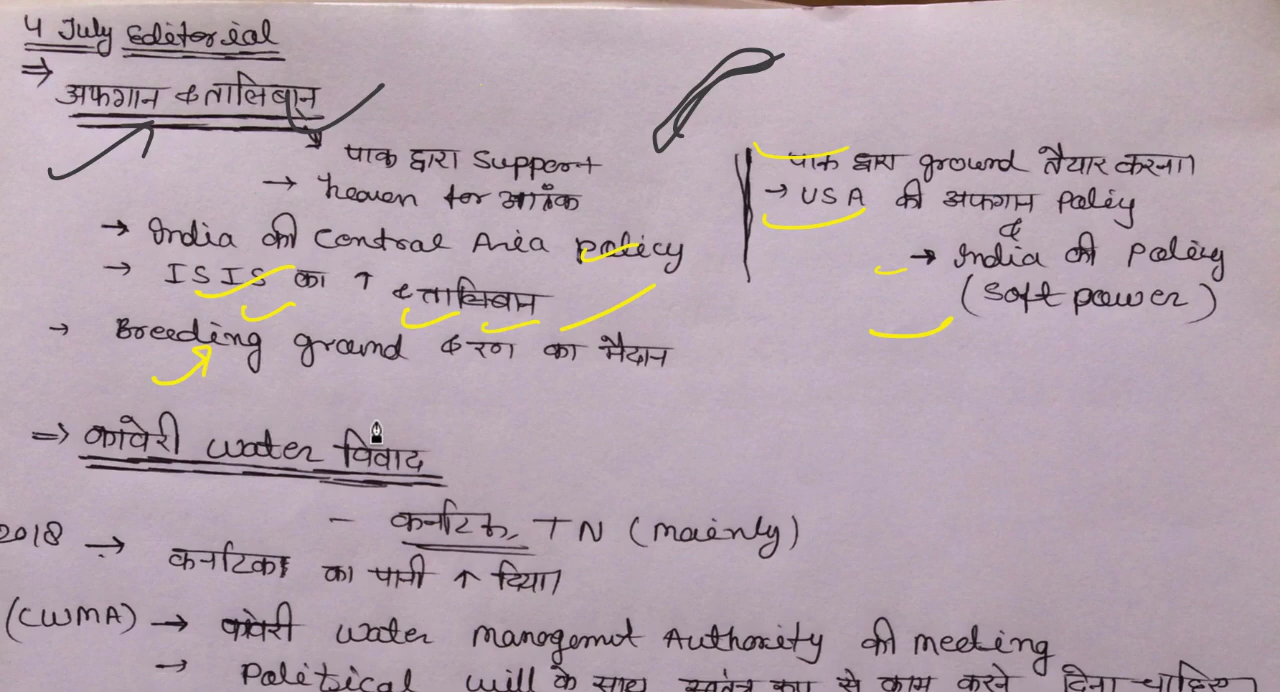 4 July Editorial
⇒ अफगान & तालिबान
पाक द्वारा support
→ heaven for आतंक
→ India की Central Asia policy
→ ISIS का ↑ & तालिबान
→ Breeding ground & रण का मैदान
पाक द्वारा ground तैयार करना।
→ USA की अफगान Policy
&
→ India की Policy
(Soft power)
⇒ कावेरी water विवाद
- कर्नाटक, TN (mainly)
2018 → कर्नाटका का पानी ↑ दिया।
(CWMA) → कावेरी water management Authority की meeting
→ Political will के साथ स्वतंत्र रूप से काम करने देना चाहिए